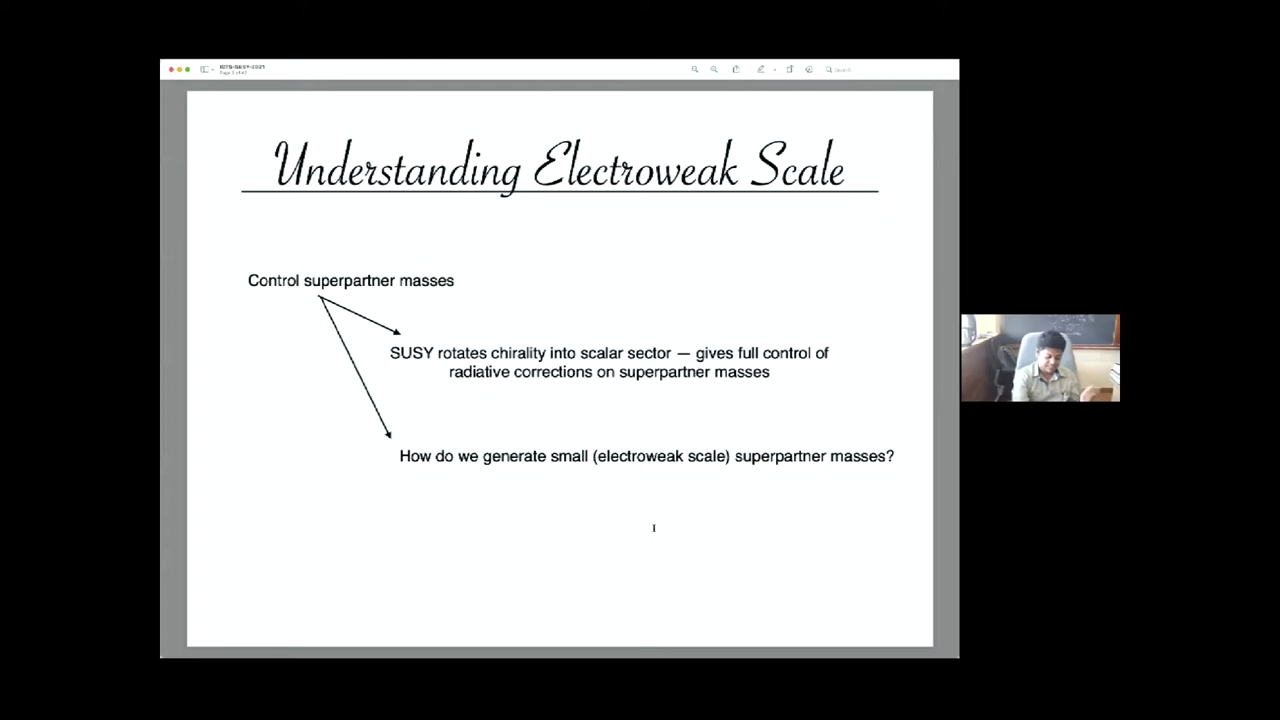 Understanding Electroweak Scale
Control superpartner masses
SUSY rotates chirality into scalar sector — gives full control of
radiative corrections on superpartner masses
How do we generate small (electroweak scale) superpartner masses?